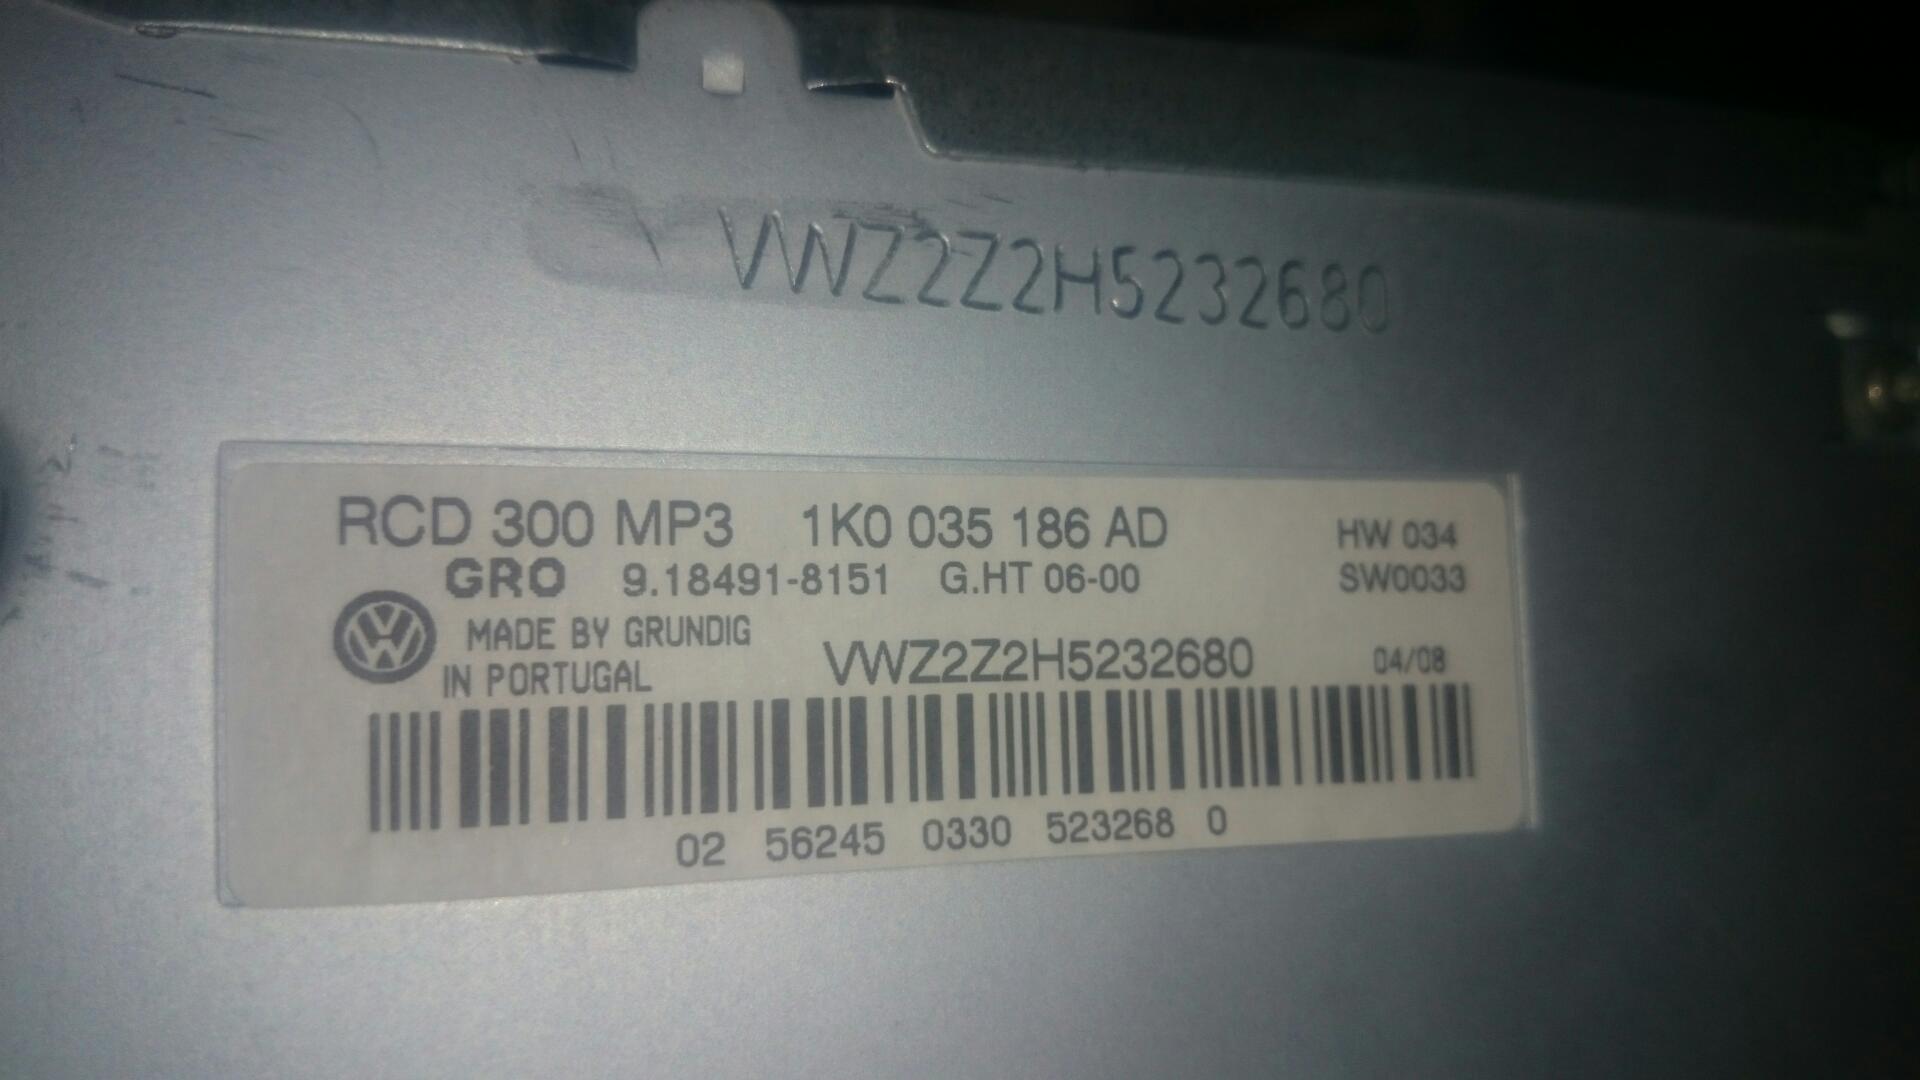 VWZ2Z2H5232680
RCD 300 MP3 1K0 035 186 AD HW 034
GRO 9.18491-8151 G.HT 06-00 SW0033
MADE BY GRUNDIG
IN PORTUGAL VWZ2Z2H5232680 04/08
02 56245 0330 523268 0